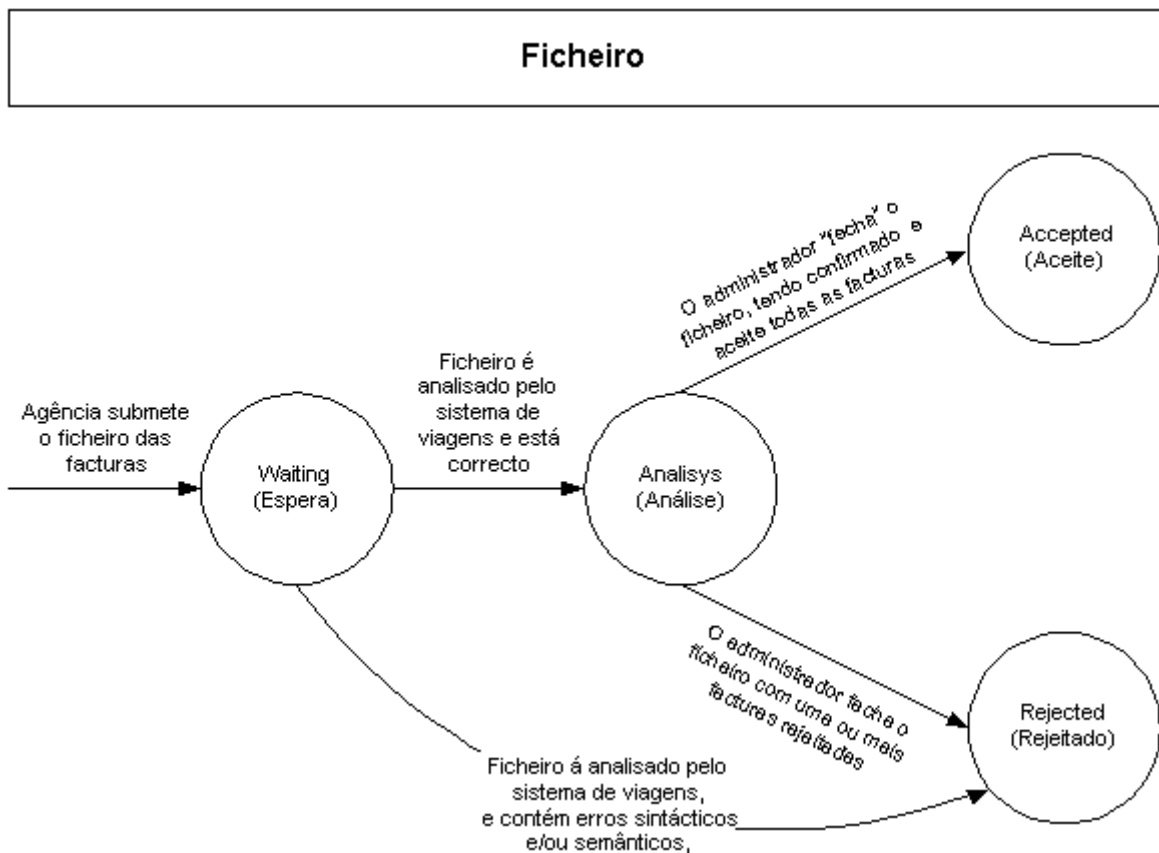 Ficheiro
Accepted
(Aceite)
O administrador "fecha" o
ficheiro, tendo confirmado e
aceite todas as facturas
Ficheiro é
analisado pelo
sistema de
viagens e está
correcto
Agência submete
o ficheiro das
facturas
Waiting
(Espera)
Analisys
(Análise)
O administrador fecha o
ficheiro com uma ou mais
facturas rejeitadas
Rejected
(Rejeitado)
Ficheiro á analisado pelo
sistema de viagens,
e contém erros sintácticos
e/ou semânticos,